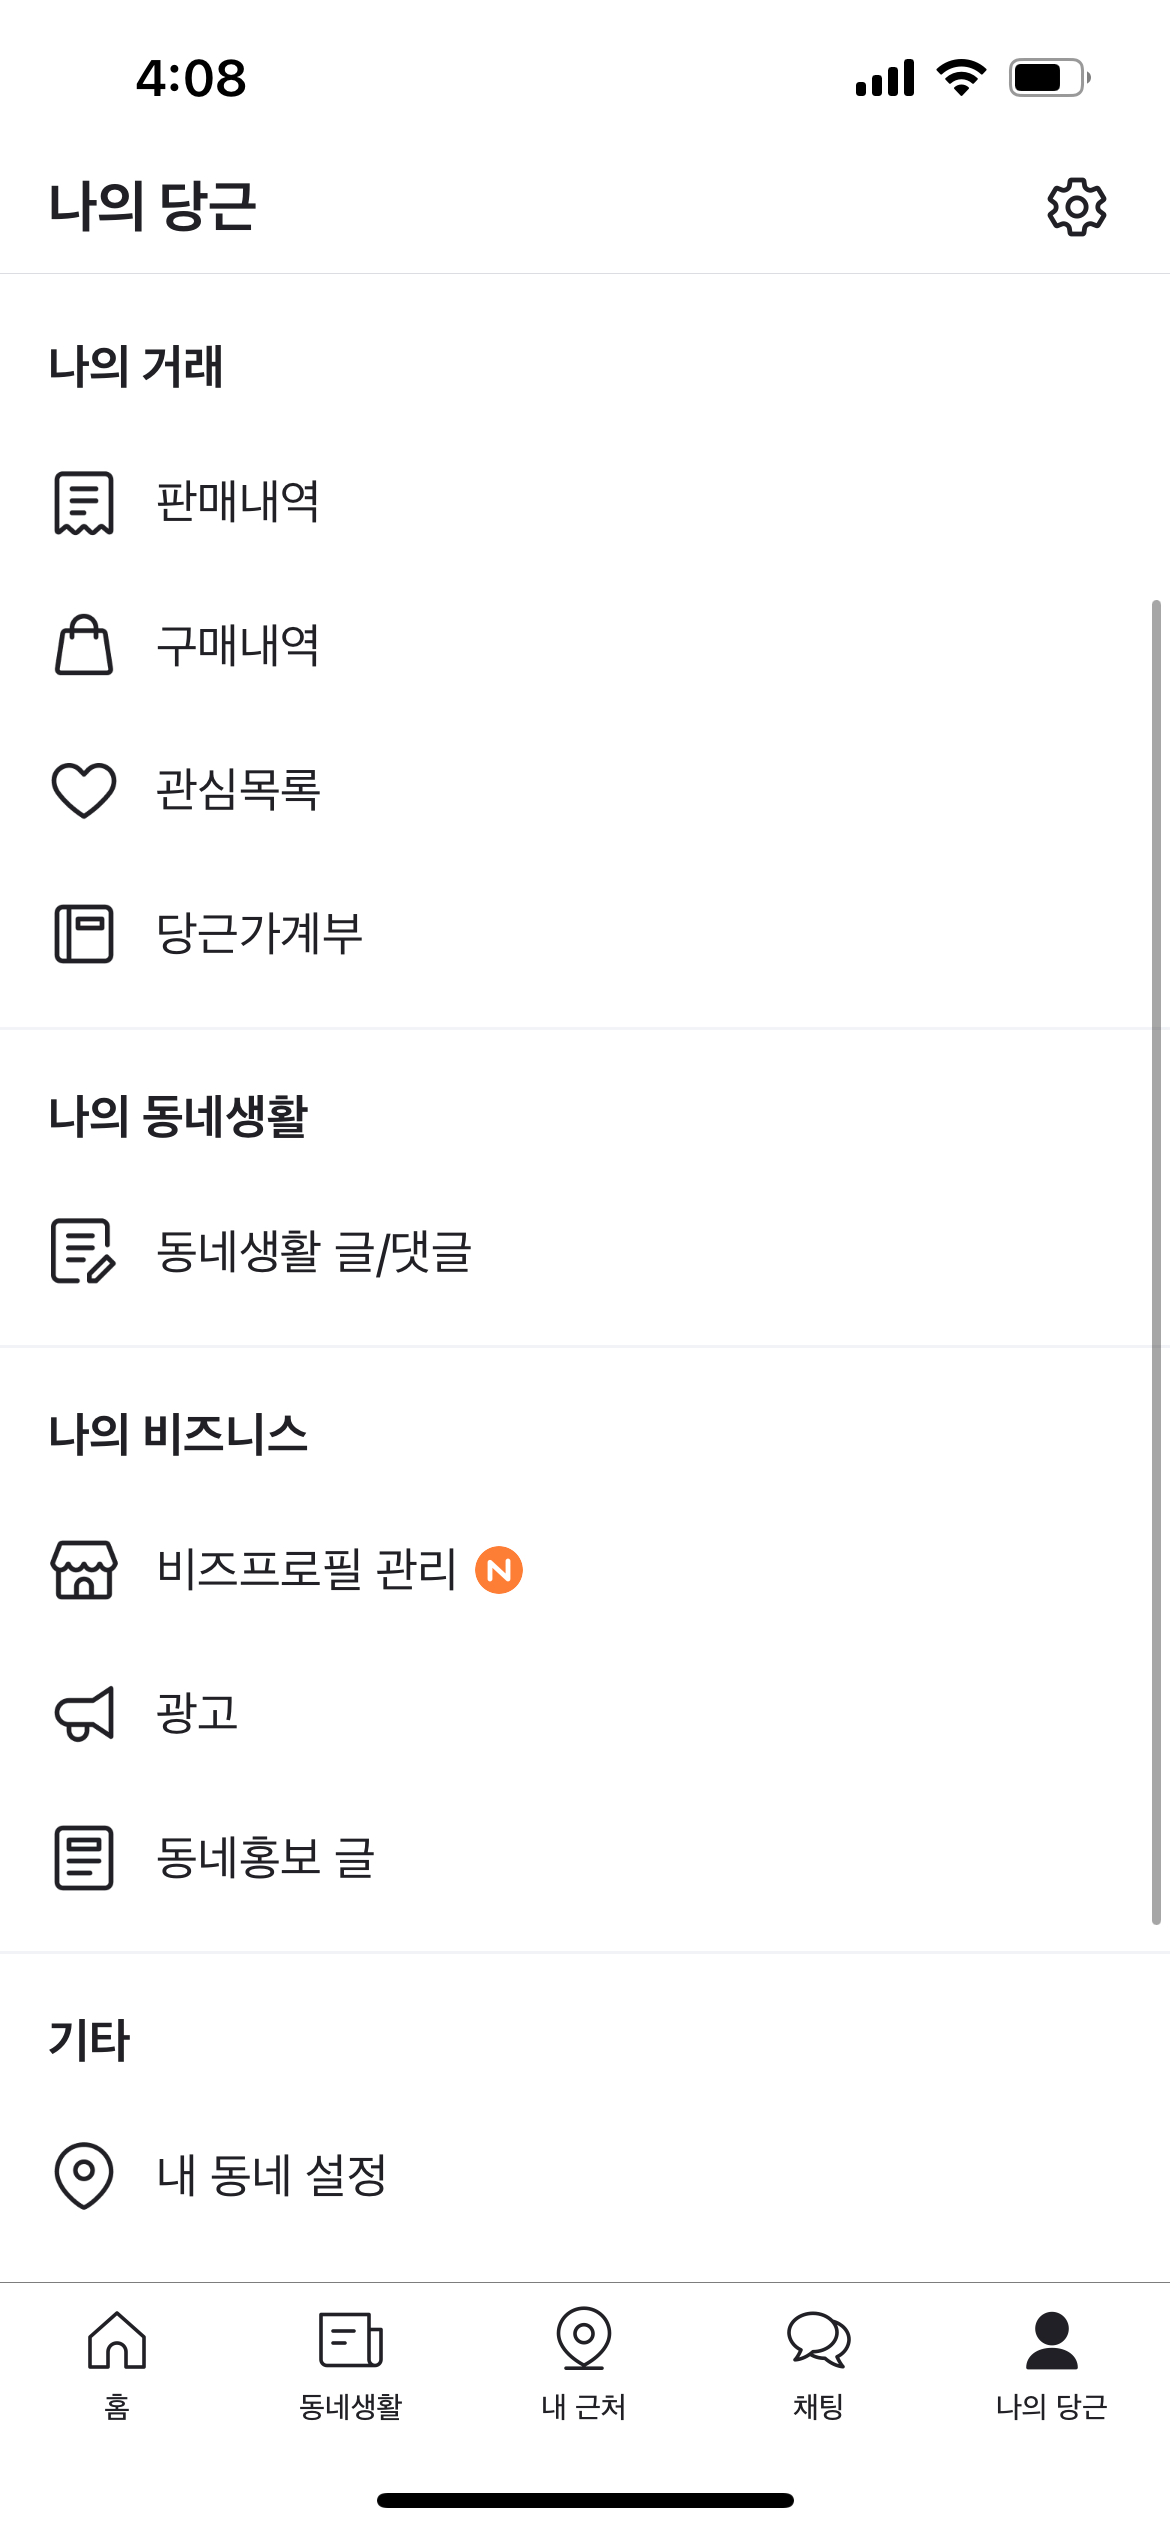 4:08
나의 당근
나의 거래
판매내역
구매내역
관심목록
당근가계부
나의 동네생활
동네생활 글/댓글
나의 비즈니스
비즈프로필 관리 N
광고
동네홍보 글
기타
내 동네 설정
홈 동네생활 내 근처 채팅 나의 당근